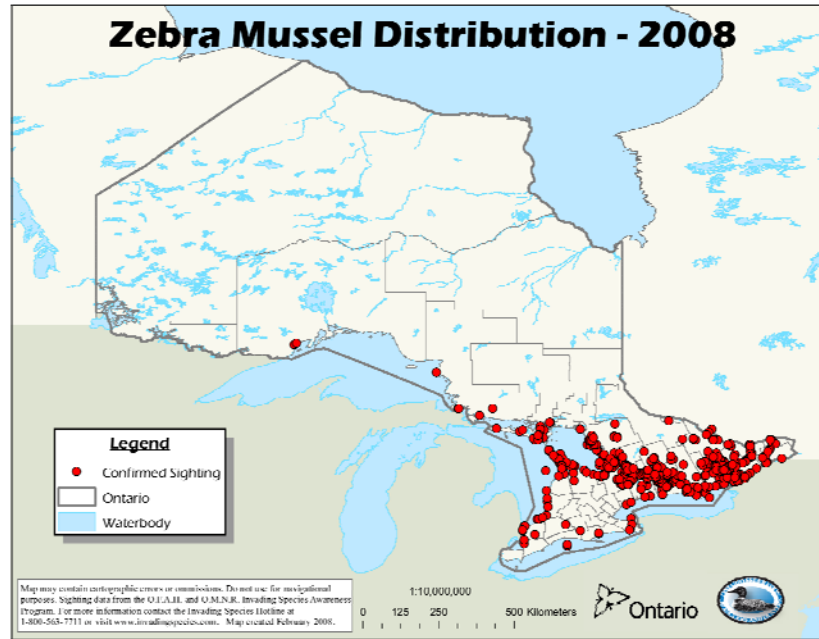 Zebra Mussel Distribution - 2008
Legend
Confirmed Sighting
Ontario
Waterbody
Map may contain cartographic errors or ommissions. Do not use for navigational
purposes. Sighting data from the O.F.A.H. and O.M.N.R. Invading Species Awareness
Program. For more information contact the Invading Species Hotline at
1-800-563-7711 or visit www.invadingspecies.com. Map created February 2008.
1:10,000,000
0 125 250 500 Kilometers
Ontario